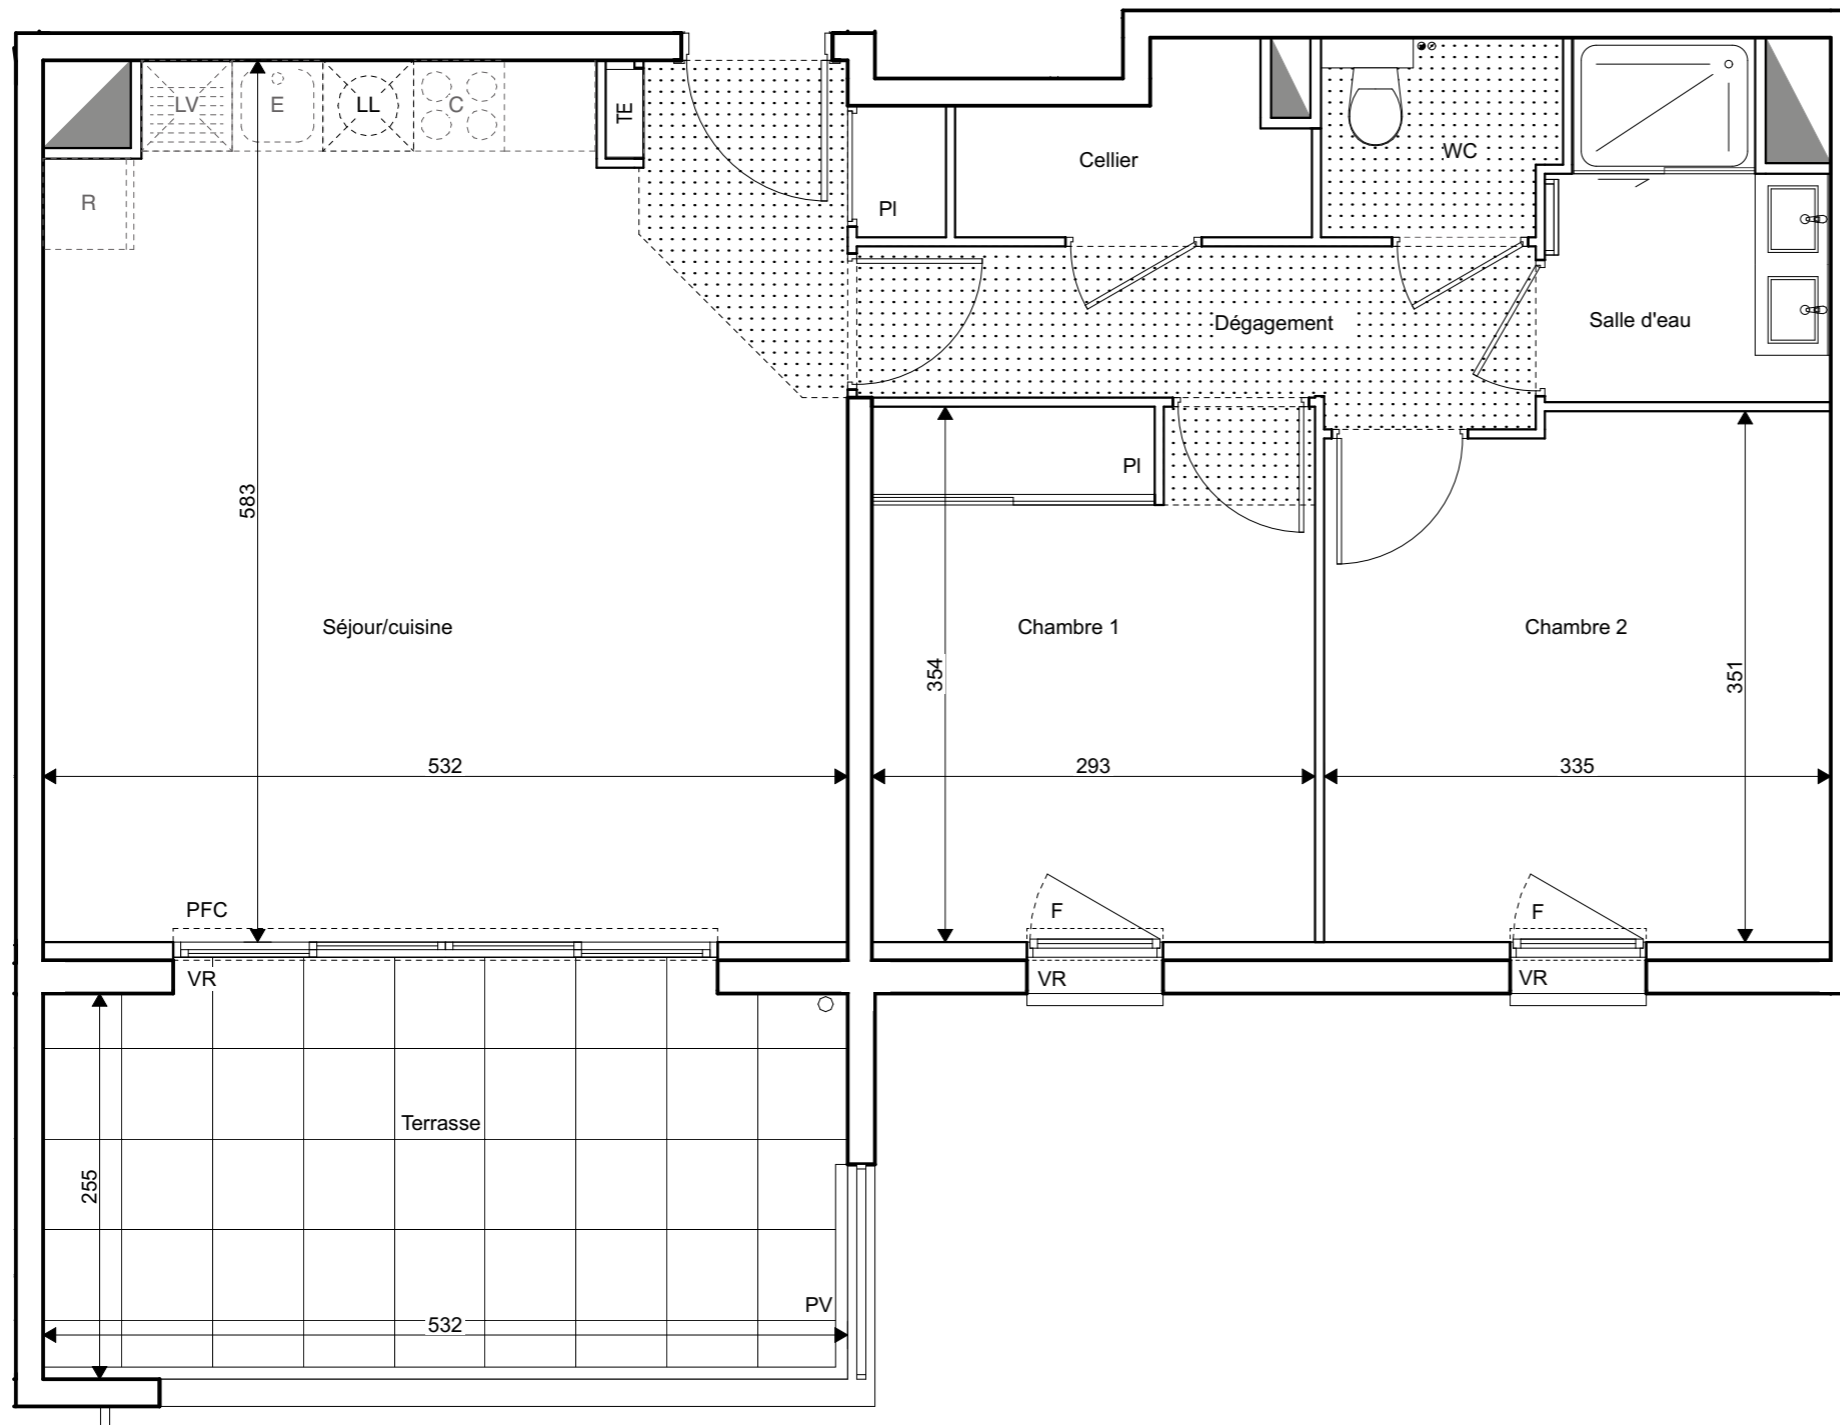 LV
E
LL
C
TE
R
Pl
Cellier
WC
Dégagement
Salle d'eau
Pl
583
Séjour/cuisine
Chambre 1
Chambre 2
354
351
532
293
335
PFC
F
F
VR
VR
VR
Terrasse
255
PV
532